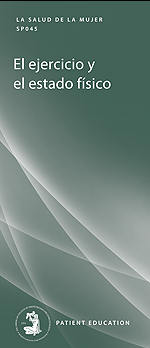 LA SALUD DE LA MUJER
SP045
El ejercicio y
el estado físico
PATIENT EDUCATION